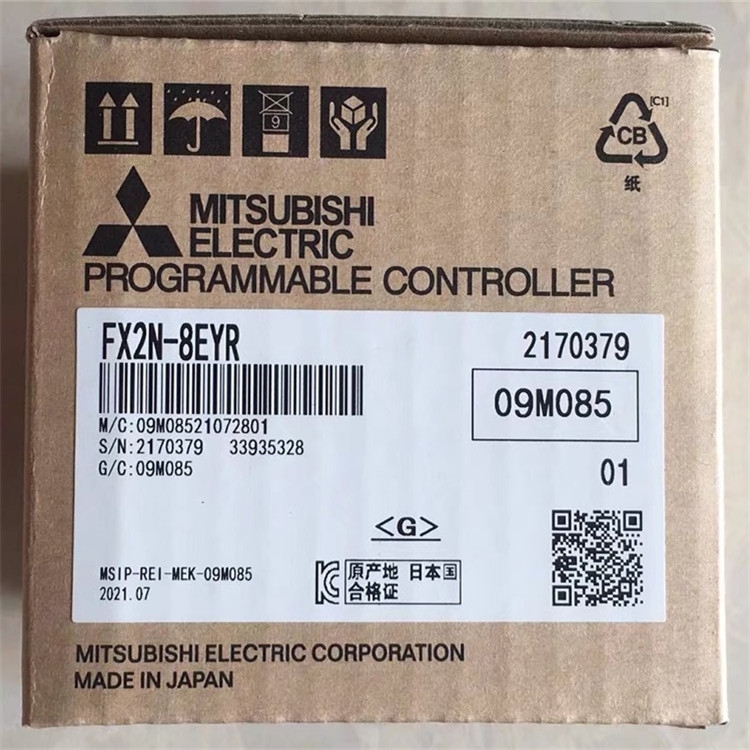 9
[C1]
CB
纸
MITSUBISHI
ELECTRIC
PROGRAMMABLE CONTROLLER
FX2N-8EYR
2170379
09M085
M/C:09M08521072801
S/N:2170379 33935328
G/C:09M085
01
<G>
MSIP-REI-MEK-09M085
2021.07
原产地 日本国
合格证
MITSUBISHI ELECTRIC CORPORATION
MADE IN JAPAN